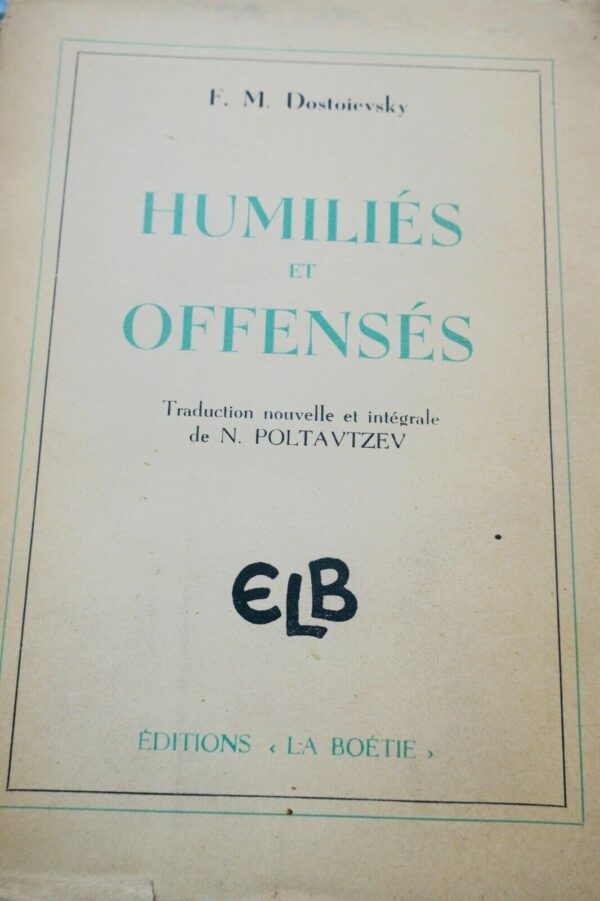 F. M. Dostoievsky
HUMILIÉS
ET
OFFENSÉS
Traduction nouvelle et intégrale
de N. POLTAVTZEV
ELB
ÉDITIONS ‹ LA BOÉTIE ›